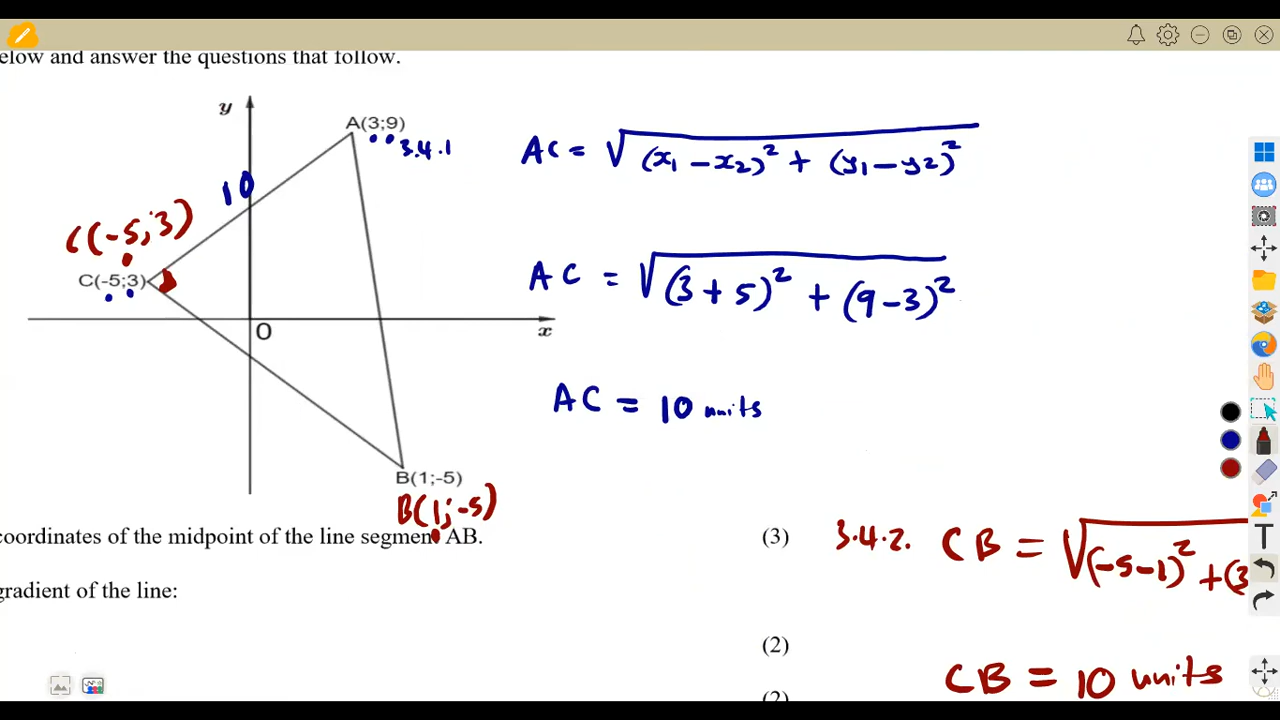 elow and answer the questions that follow.
y
A(3;9)
3.4.1
10
C(-5;3)
C(-5;3)
O
x
B(1;-5)
B(1;-5)
AC = √(x₁ - x₂)² + (y₁ - y2)²
AC = √(3 + 5)² + (9 - 3)²
AC = 10 units
coordinates of the midpoint of the line segment AB.
(3)
3.4.2. CB = √(-5-1)² + (3
gradient of the line:
(2)
CB = 10 units
T